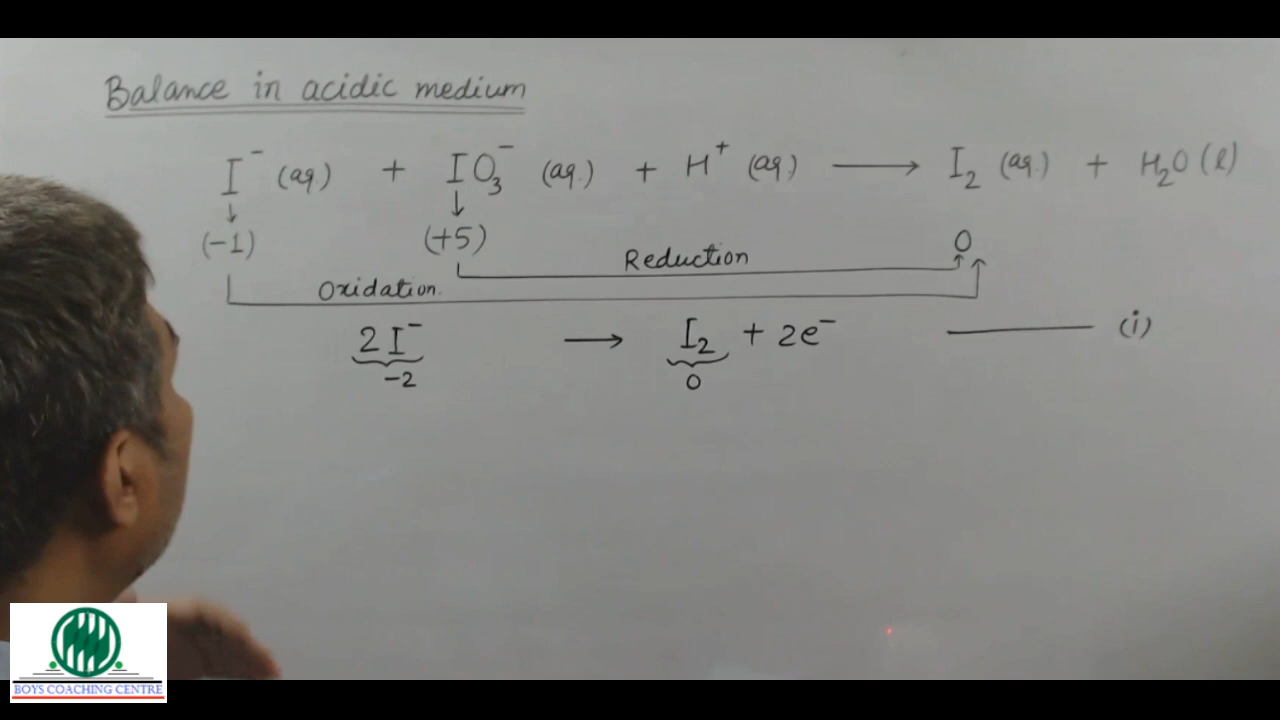 Balance in acidic medium
I⁻ (aq.) + IO₃⁻ (aq.) + H⁺ (aq.) ⟶ I₂ (aq.) + H₂O (l)
↓ ↓
(-1) (+5) 0
Reduction
Oxidation.
2I⁻ → I₂ + 2e⁻ —— (i)
-2 0
BOYS COACHING CENTRE